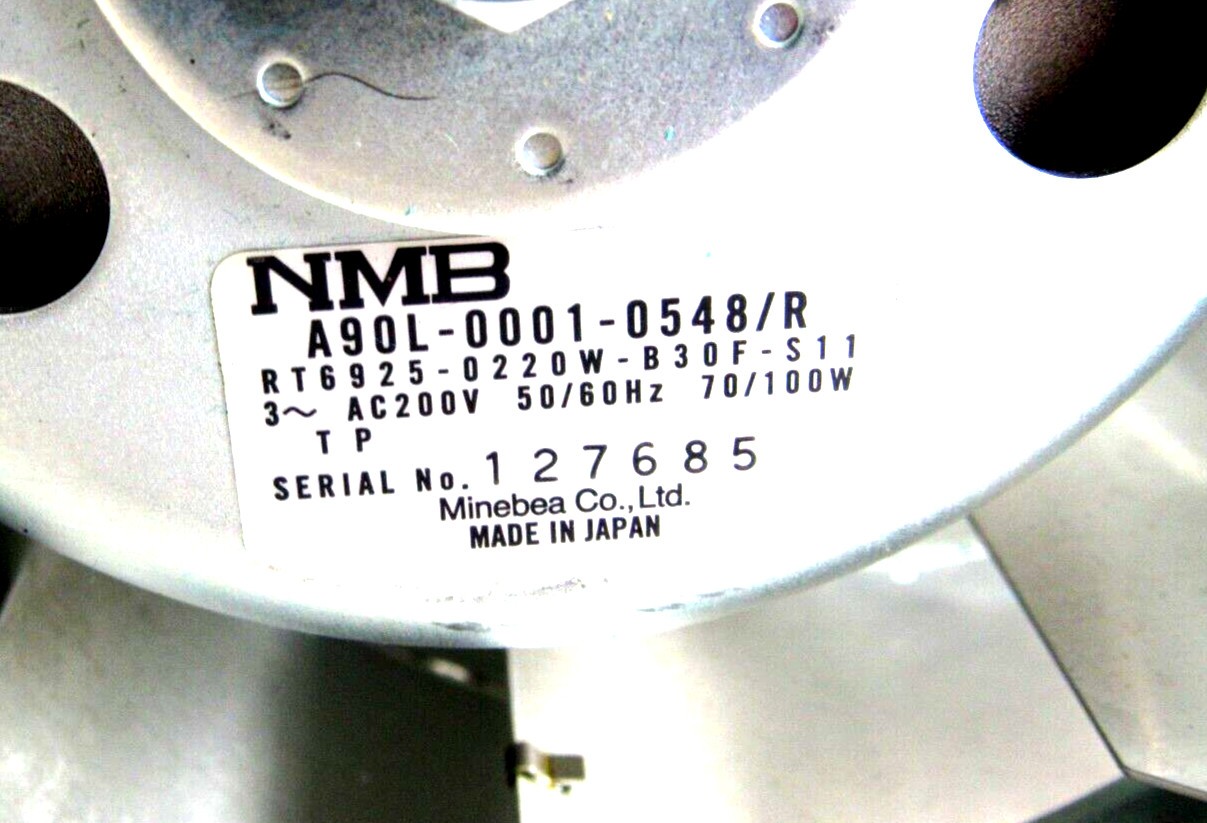 NMB
A90L-0001-0548/R
RT6925-0220W-B30F-S11
3~ AC200V 50/60Hz 70/100W
TP
SERIAL No. 127685
Minebea Co.,Ltd.
MADE IN JAPAN